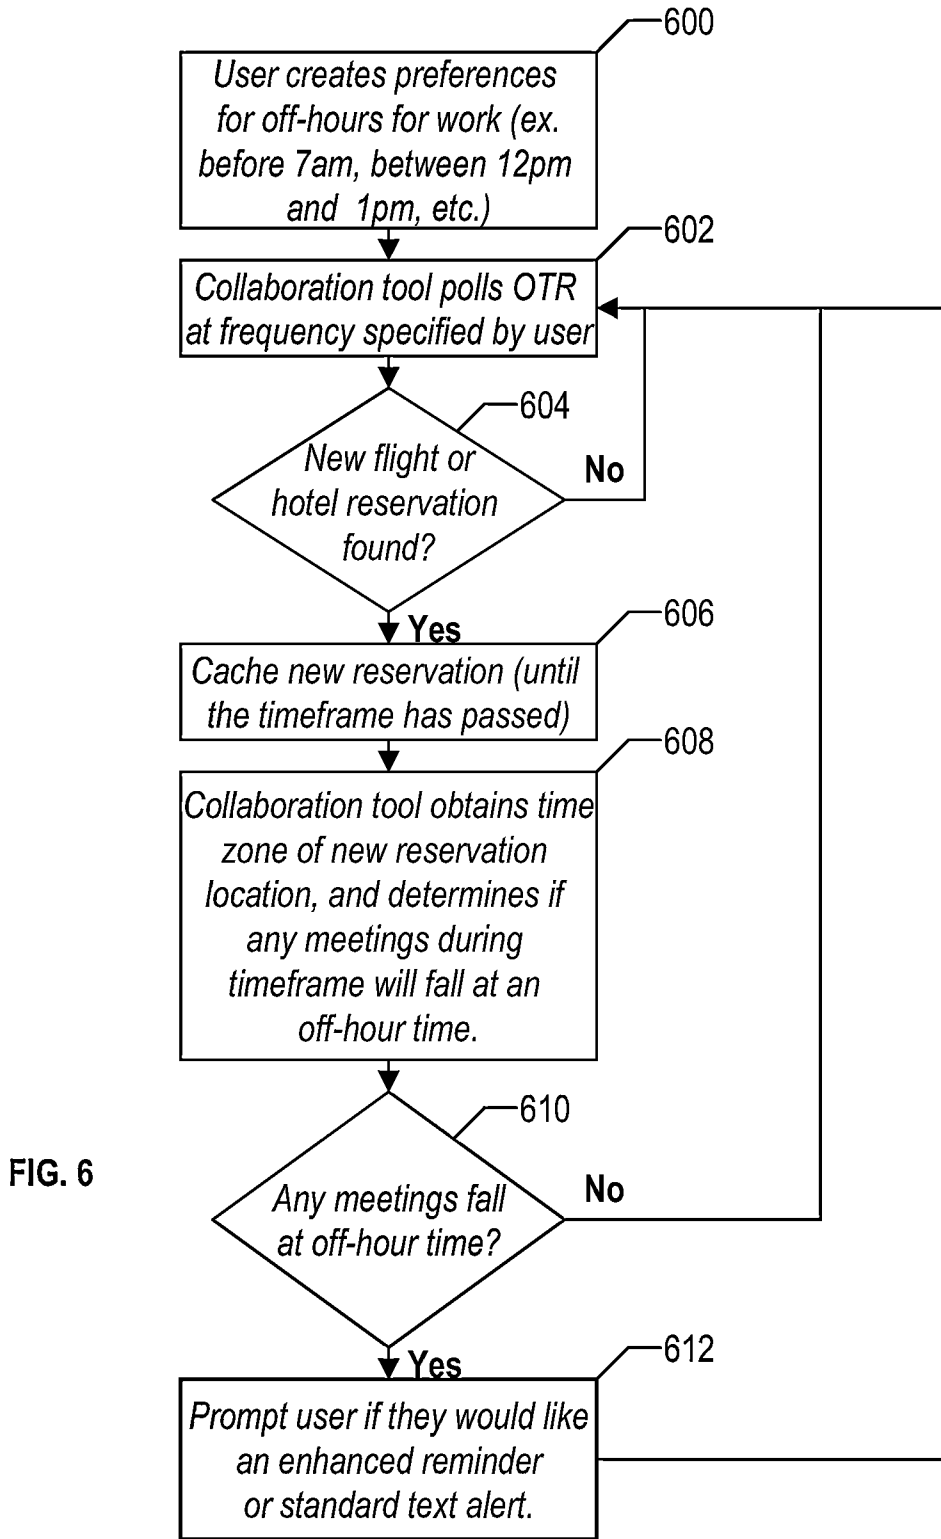 600
User creates preferences
for off-hours for work (ex.
before 7am, between 12pm
and 1pm, etc.)
602
Collaboration tool polls OTR
at frequency specified by user
604
New flight or
hotel reservation
found?
No
Yes
606
Cache new reservation (until
the timeframe has passed)
608
Collaboration tool obtains time
zone of new reservation
location, and determines if
any meetings during
timeframe will fall at an
off-hour time.
610
FIG. 6
Any meetings fall
at off-hour time?
No
Yes
612
Prompt user if they would like
an enhanced reminder
or standard text alert.